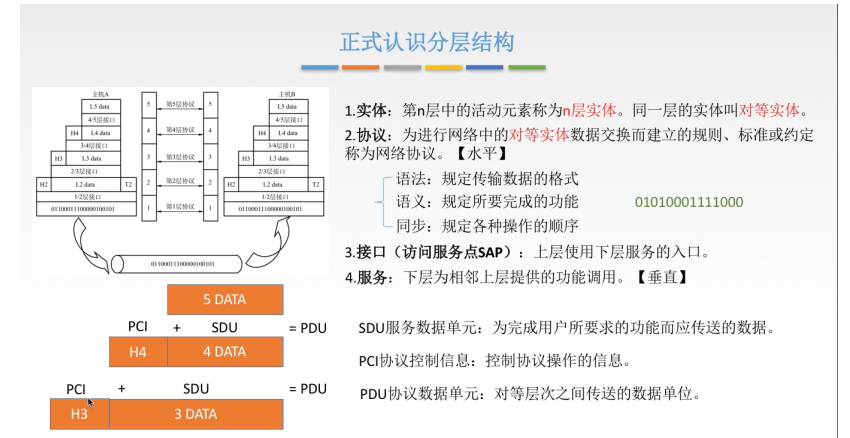 正式认识分层结构
主机A
主机B
L5 data
5
第5层协议
5
L5 data
4/5层接口
4/5层接口
H4
L4 data
4
第4层协议
4
H4
L4 data
3/4层接口
3/4层接口
H3
L3 data
3
第3层协议
3
H3
L3 data
2/3层接口
2/3层接口
H2
L2 data
T2
2
第2层协议
2
H2
L2 data
T2
1/2层接口
1/2层接口
01100011100000100101
1
第1层协议
1
01100011100000100101
01100011100000100101
1.实体：第n层中的活动元素称为n层实体。同一层的实体叫对等实体。
2.协议：为进行网络中的对等实体数据交换而建立的规则、标准或约定
称为网络协议。【水平】
语法：规定传输数据的格式
语义：规定所要完成的功能
01010001111000
同步：规定各种操作的顺序
3.接口（访问服务点SAP）：上层使用下层服务的入口。
4.服务：下层为相邻上层提供的功能调用。【垂直】
5 DATA
PCI + SDU = PDU
H4
4 DATA
PCI + SDU = PDU
H3
3 DATA
SDU服务数据单元：为完成用户所要求的功能而应传送的数据。
PCI协议控制信息：控制协议操作的信息。
PDU协议数据单元：对等层次之间传送的数据单位。